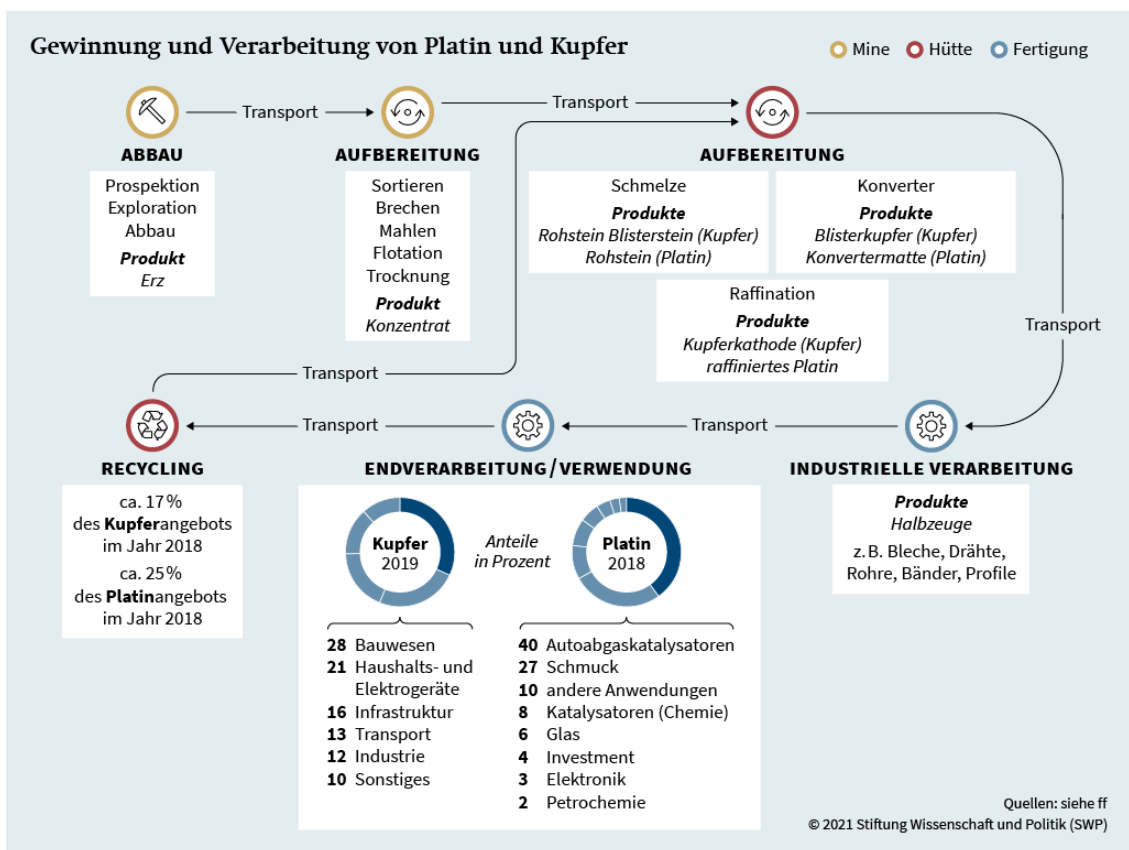 Gewinnung und Verarbeitung von Platin und Kupfer
Mine
Hütte
Fertigung
Transport
Transport
ABBAU
Prospektion
Exploration
Abbau
Produkt
Erz
AUFBEREITUNG
Sortieren
Brechen
Mahlen
Flotation
Trocknung
Produkt
Konzentrat
AUFBEREITUNG
Schmelze
Produkte
Rohstein Blisterstein (Kupfer)
Rohstein (Platin)
Konverter
Produkte
Blisterkupfer (Kupfer)
Konvertermatte (Platin)
Raffination
Produkte
Kupferkathode (Kupfer)
raffiniertes Platin
Transport
Transport
Transport
Transport
RECYCLING
ca. 17 %
des Kupferangebots
im Jahr 2018
ca. 25 %
des Platinangebots
im Jahr 2018
ENDVERARBEITUNG / VERWENDUNG
Kupfer
2019
Anteile
in Prozent
Platin
2018
28 Bauwesen
21 Haushalts- und
Elektrogeräte
16 Infrastruktur
13 Transport
12 Industrie
10 Sonstiges
40 Autoabgaskatalysatoren
27 Schmuck
10 andere Anwendungen
8 Katalysatoren (Chemie)
6 Glas
4 Investment
3 Elektronik
2 Petrochemie
INDUSTRIELLE VERARBEITUNG
Produkte
Halbzeuge
z. B. Bleche, Drähte,
Rohre, Bänder, Profile
Quellen: siehe ff
© 2021 Stiftung Wissenschaft und Politik (SWP)